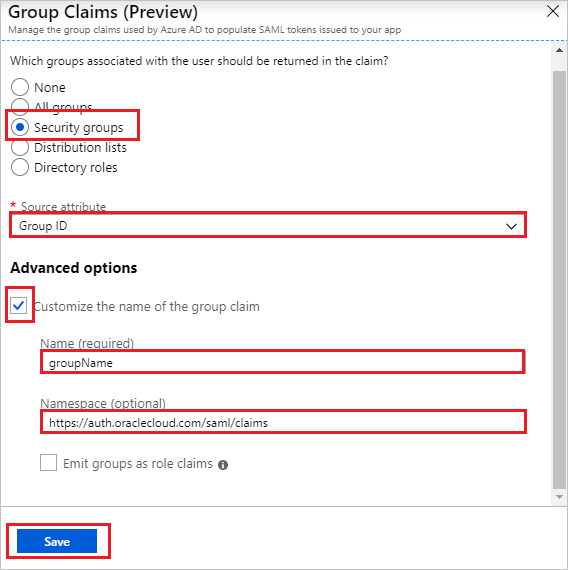 Group Claims (Preview)
Manage the group claims used by Azure AD to populate SAML tokens issued to your app
Which groups associated with the user should be returned in the claim?
None
All groups
Security groups
Distribution lists
Directory roles
* Source attribute
Group ID
Advanced options
Customize the name of the group claim
Name (required)
groupName
Namespace (optional)
https://auth.oraclecloud.com/saml/claims
Emit groups as role claims
Save